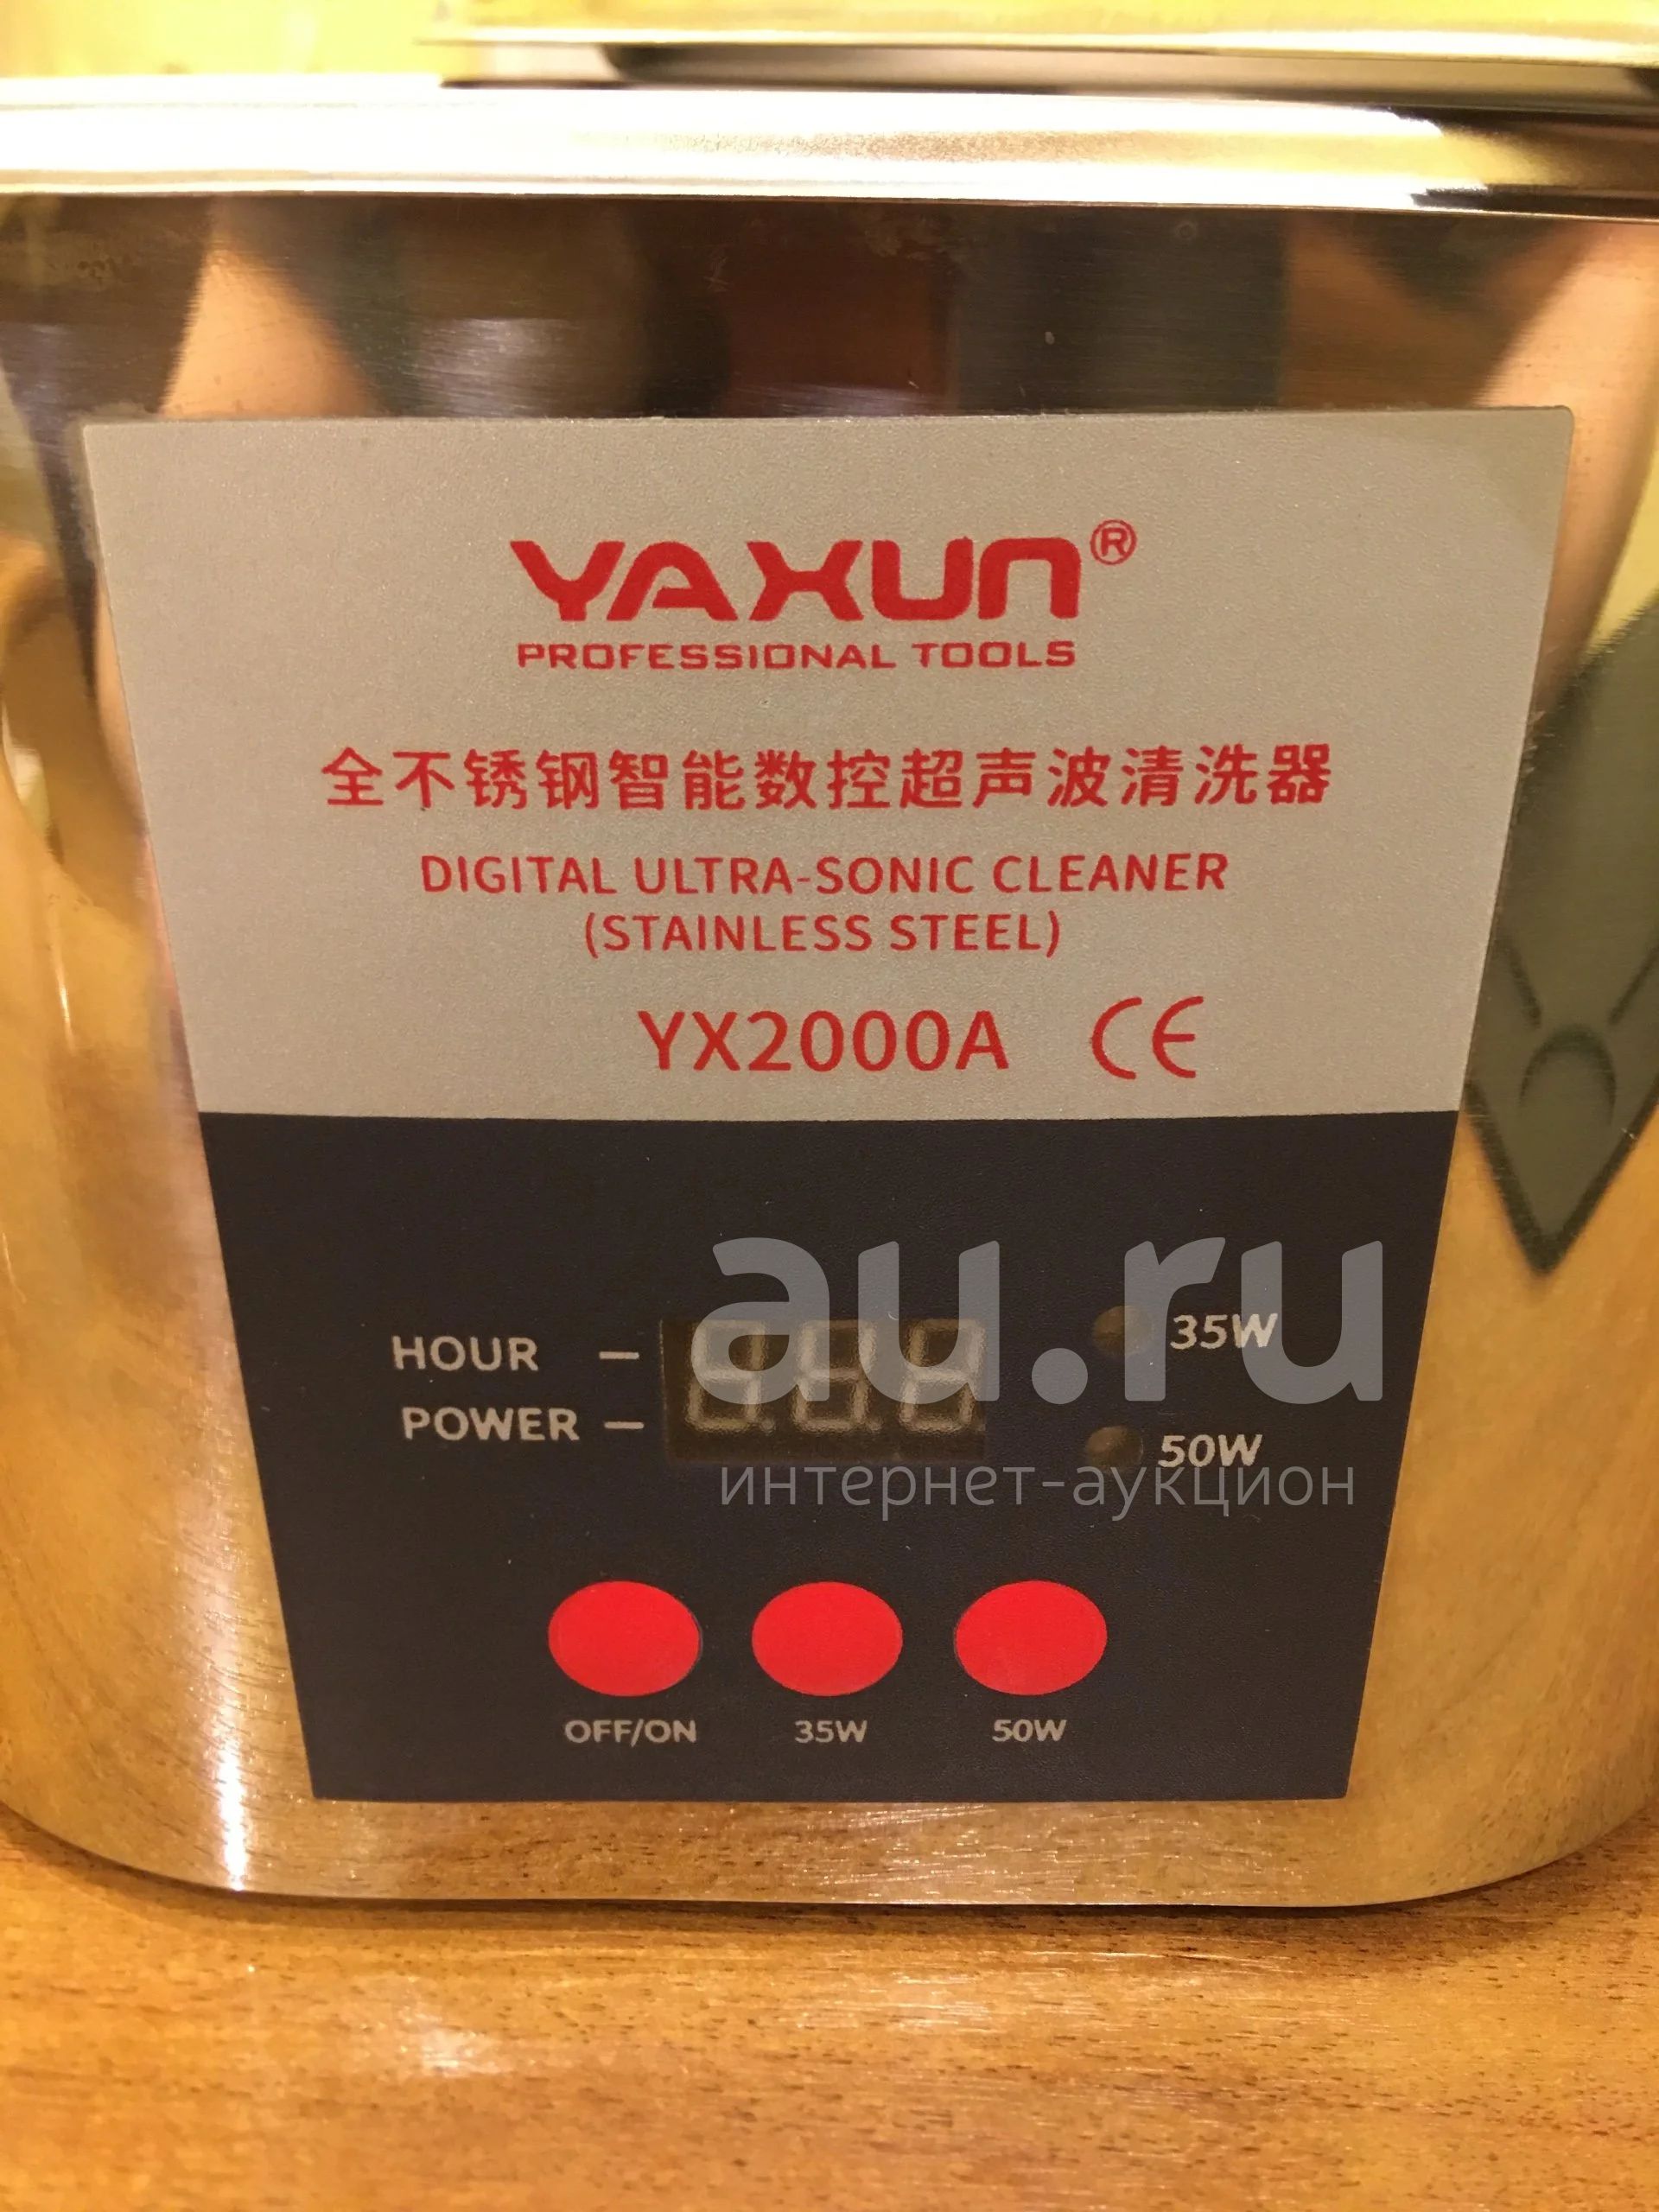 YAXUN®
PROFESSIONAL TOOLS
全不锈钢智能数控超声波清洗器
DIGITAL ULTRA-SONIC CLEANER
(STAINLESS STEEL)
YX2000A CE
au.ru
HOUR — 35W
POWER — 50W
интернет-аукцион
OFF/ON 35W 50W